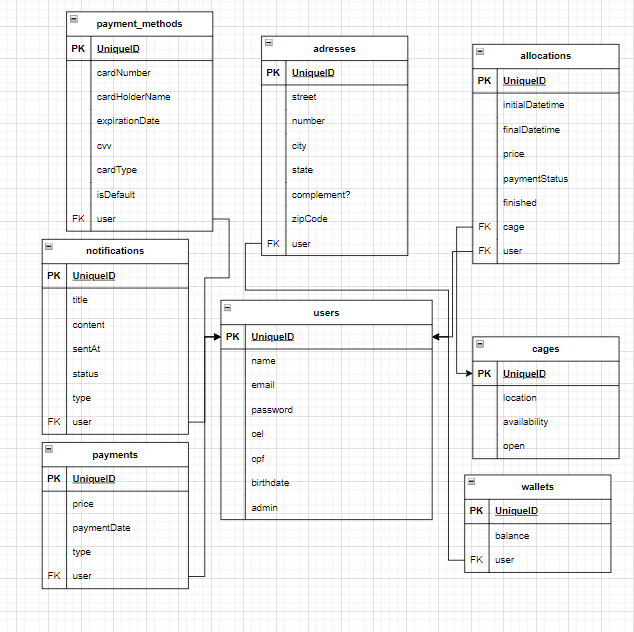 payment_methods
PK UniqueID
cardNumber
cardHolderName
expirationDate
cvv
cardType
isDefault
FK user
adresses
PK UniqueID
street
number
city
state
complement?
zipCode
FK user
allocations
PK UniqueID
initialDatetime
finalDatetime
price
paymentStatus
finished
FK cage
FK user
notifications
PK UniqueID
title
content
sentAt
status
type
FK user
users
PK UniqueID
name
email
password
cel
cpf
birthdate
admin
cages
PK UniqueID
location
availability
open
payments
PK UniqueID
price
paymentDate
type
FK user
wallets
PK UniqueID
balance
FK user